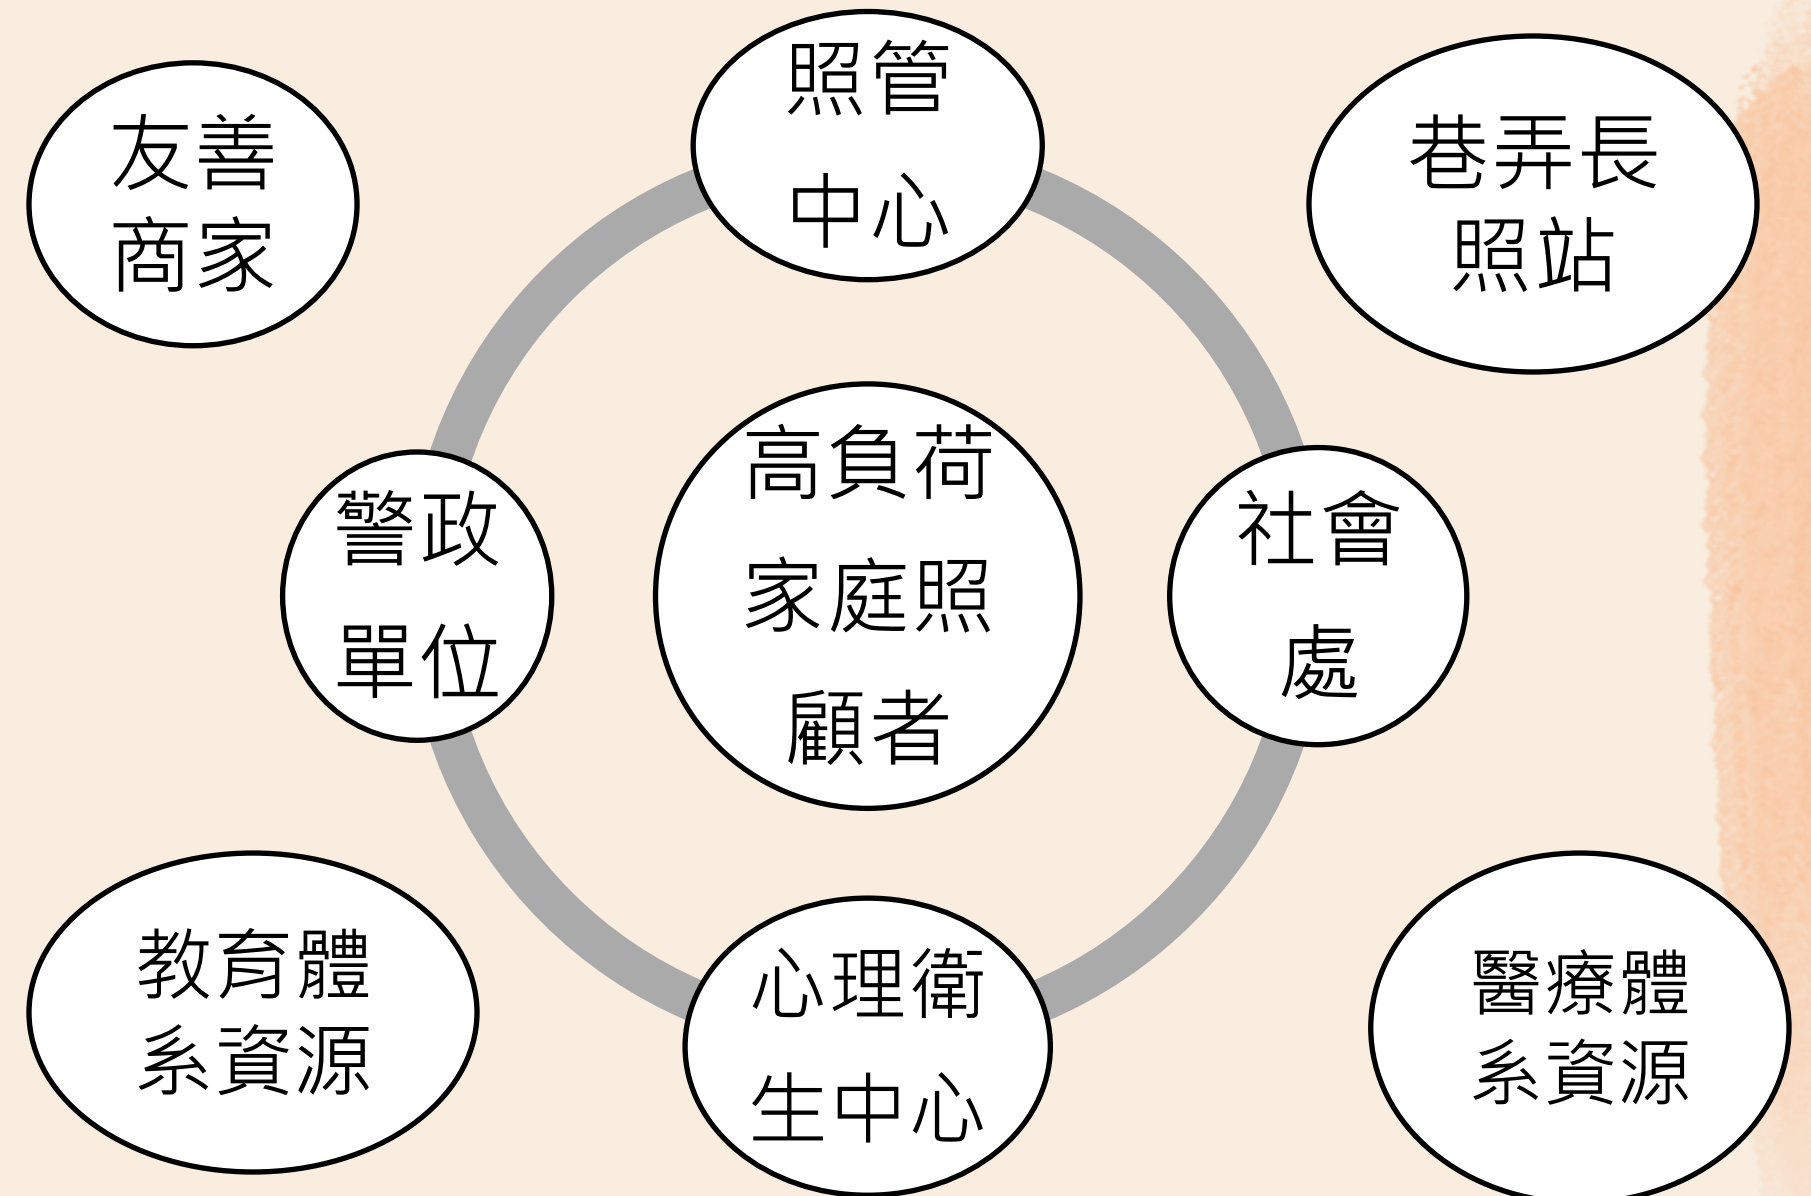 友善
商家
照管
中心
巷弄長
照站
警政
單位
高負荷
家庭照
顧者
社會
處
教育體
系資源
心理衛
生中心
醫療體
系資源